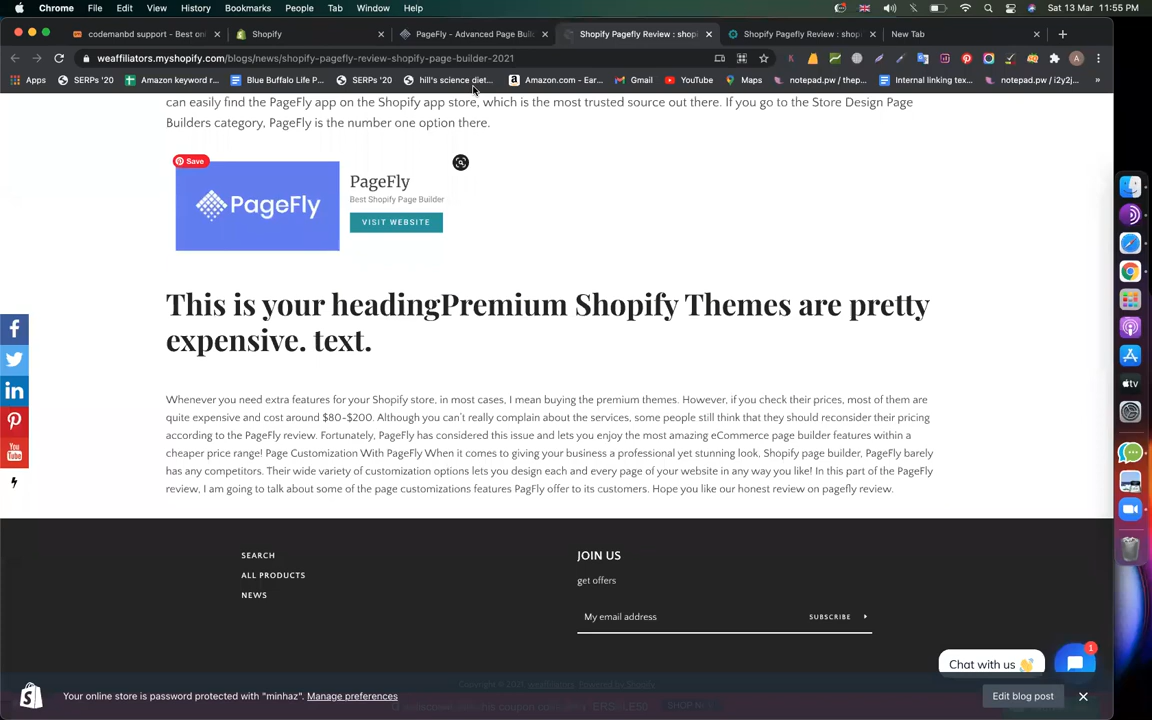 Chrome File Edit View History Bookmarks People Tab Window Help Sat 13 Mar 11:55 PM
codemanbd support - Best onl Shopify PageFly - Advanced Page Buil Shopify Pagefly Review : shop Shopify Pagefly Review : shop New Tab
weaffiliators.myshopify.com/blogs/news/shopify-pagefly-review-shopify-page-builder-2021
Apps SERPs '20 Amazon keyword r... Blue Buffalo Life P... SERPs '20 hill's science diet... Amazon.com - Ear... Gmail YouTube Maps notepad.pw / thep... Internal linking tex... notepad.pw / i2y2j...
can easily find the PageFly app on the Shopify app store, which is the most trusted source out there. If you go to the Store Design Page
Builders category, PageFly is the number one option there.
Save
PageFly
PageFly
Best Shopify Page Builder
VISIT WEBSITE
This is your headingPremium Shopify Themes are pretty
expensive. text.
Whenever you need extra features for your Shopify store, in most cases, I mean buying the premium themes. However, if you check their prices, most of them are
quite expensive and cost around $80-$200. Although you can't really complain about the services, some people still think that they should reconsider their pricing
according to the PageFly review. Fortunately, PageFly has considered this issue and lets you enjoy the most amazing eCommerce page builder features within a
cheaper price range! Page Customization With PageFly When it comes to giving your business a professional yet stunning look, Shopify page builder, PageFly barely
has any competitors. Their wide variety of customization options lets you design each and every page of your website in any way you like! In this part of the PageFly
review, I am going to talk about some of the page customizations features PagFly offer to its customers. Hope you like our honest review on pagefly review.
SEARCH
ALL PRODUCTS
NEWS
JOIN US
get offers
My email address SUBSCRIBE
Chat with us 👋
1
Copyright © 2021, weaffiliators. Powered by Shopify
Your online store is password protected with "minhaz". Manage preferences
Edit blog post